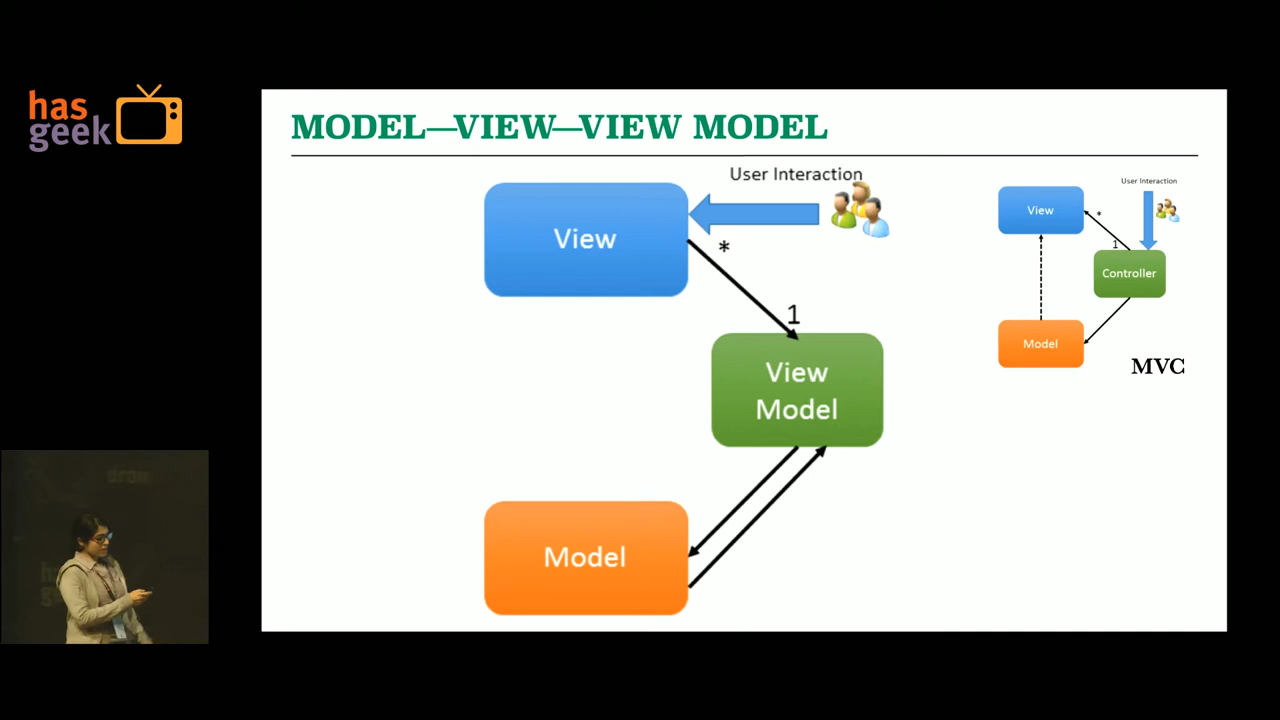 has
geek
MODEL—VIEW—VIEW MODEL
User Interaction
View
*
1
View
Model
Model
User Interaction
View
*
1
Controller
Model
MVC